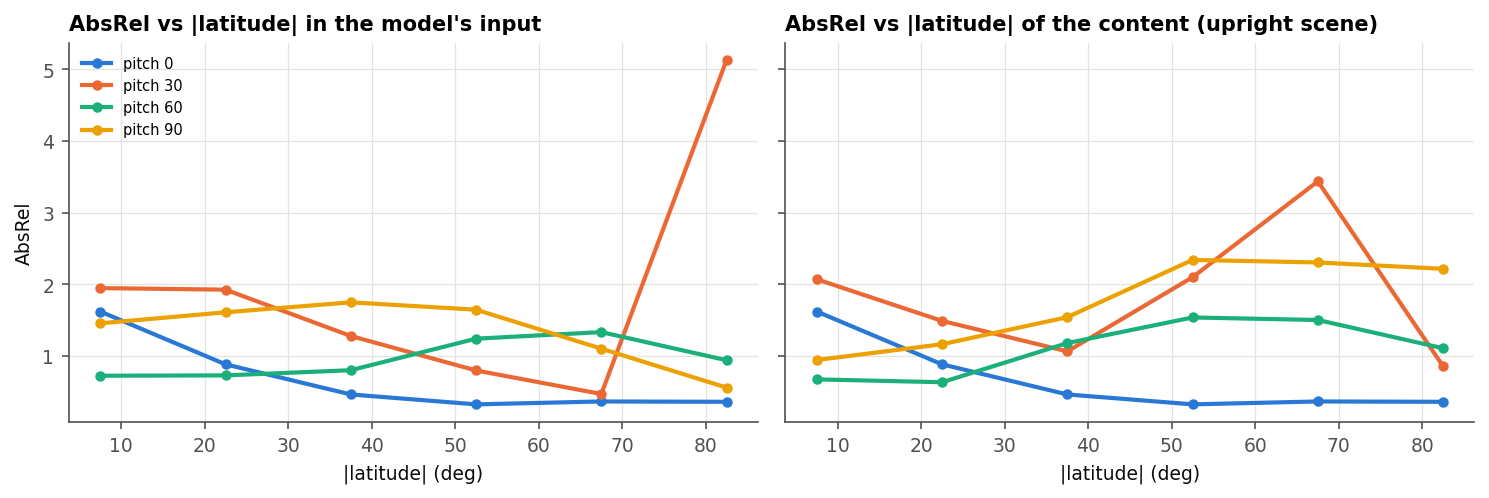 AbsRel vs |latitude| in the model's input
AbsRel vs |latitude| of the content (upright scene)
pitch 0
pitch 30
pitch 60
pitch 90
5
4
3
2
1
AbsRel
10 20 30 40 50 60 70 80
10 20 30 40 50 60 70 80
|latitude| (deg)
|latitude| (deg)